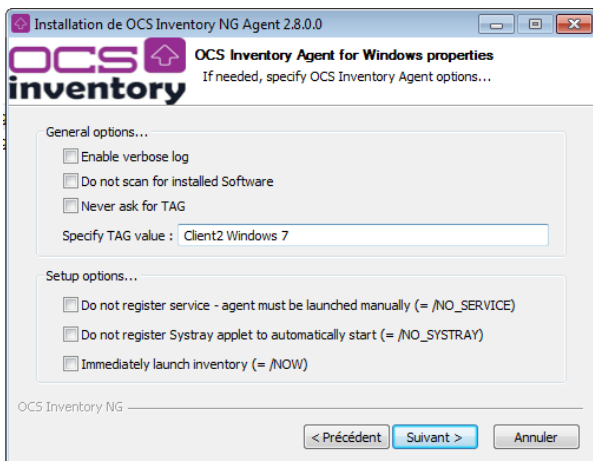 Installation de OCS Inventory NG Agent 2.8.0.0
OCS
inventory
OCS Inventory Agent for Windows properties
If needed, specify OCS Inventory Agent options...
General options...
Enable verbose log
Do not scan for installed Software
Never ask for TAG
Specify TAG value : Client2 Windows 7
Setup options...
Do not register service - agent must be launched manually (= /NO_SERVICE)
Do not register Systray applet to automatically start (= /NO_SYSTRAY)
Immediately launch inventory (= /NOW)
OCS Inventory NG
< Précédent Suivant > Annuler